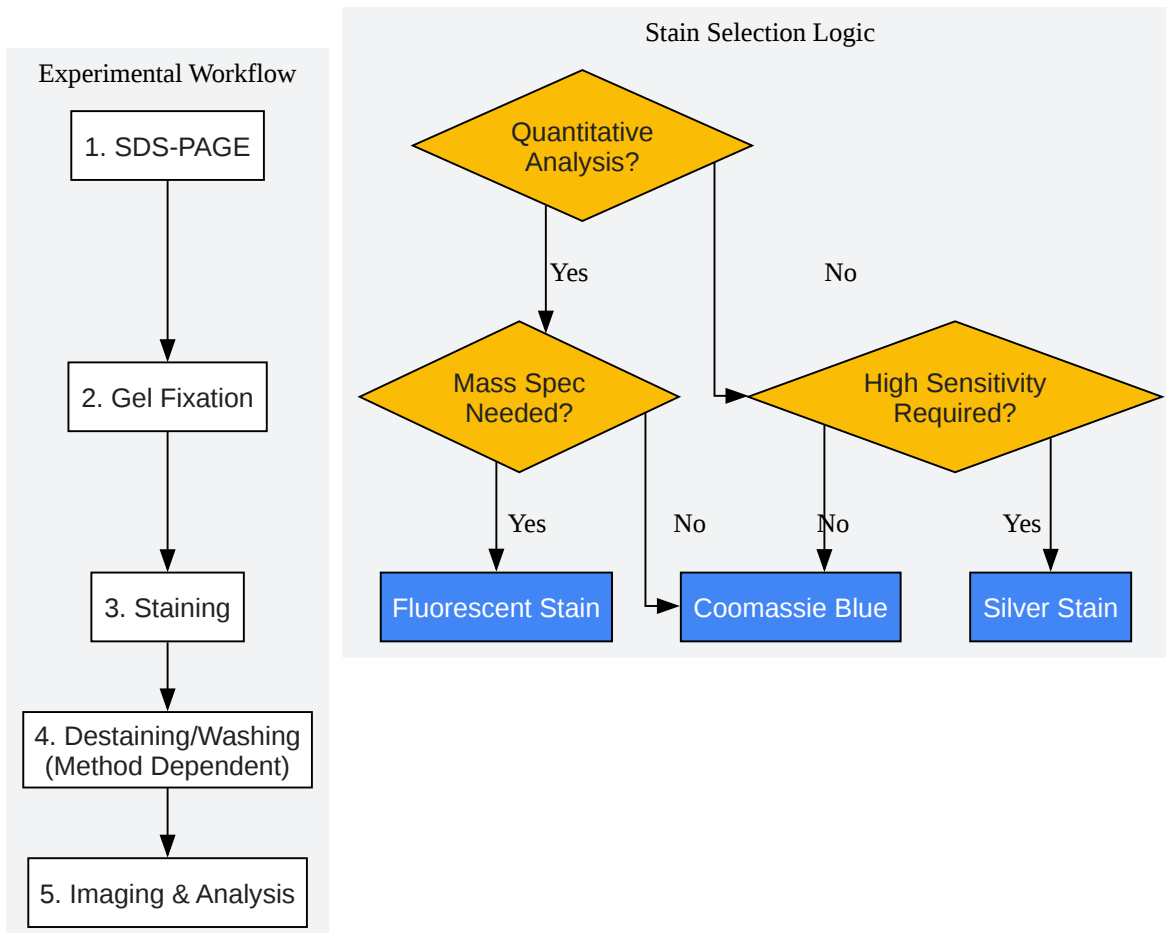 Experimental Workflow
1. SDS-PAGE
2. Gel Fixation
3. Staining
4. Destaining/Washing
(Method Dependent)
5. Imaging & Analysis
Stain Selection Logic
Quantitative
Analysis?
Yes
No
Mass Spec
Needed?
High Sensitivity
Required?
Yes
No
No
Yes
Fluorescent Stain
Coomassie Blue
Silver Stain